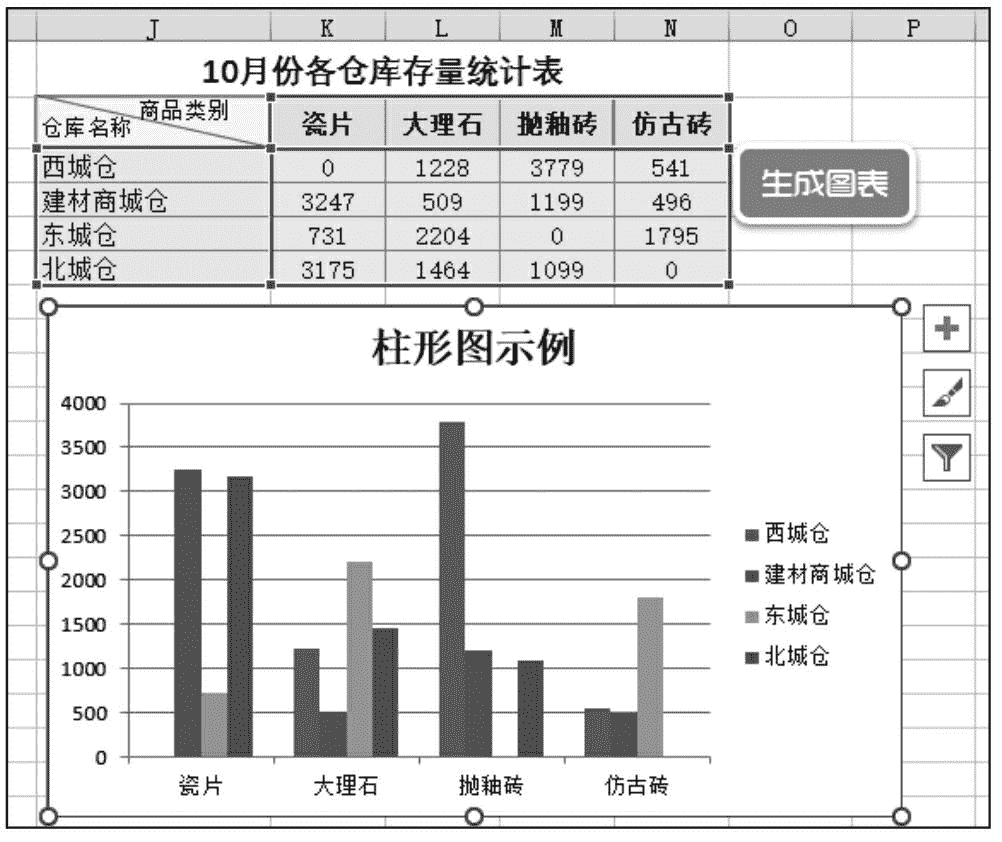 J K L M N O P
10月份各仓库存量统计表
商品类别
仓库名称 瓷片 大理石 抛釉砖 仿古砖
西城仓 0 1228 3779 541
生成图表
建材商城仓 3247 509 1199 496
东城仓 731 2204 0 1795
北城仓 3175 1464 1099 0
柱形图示例
4000
3500
3000
2500
2000
1500
1000
500
0
瓷片 大理石 抛釉砖 仿古砖
西城仓
建材商城仓
东城仓
北城仓